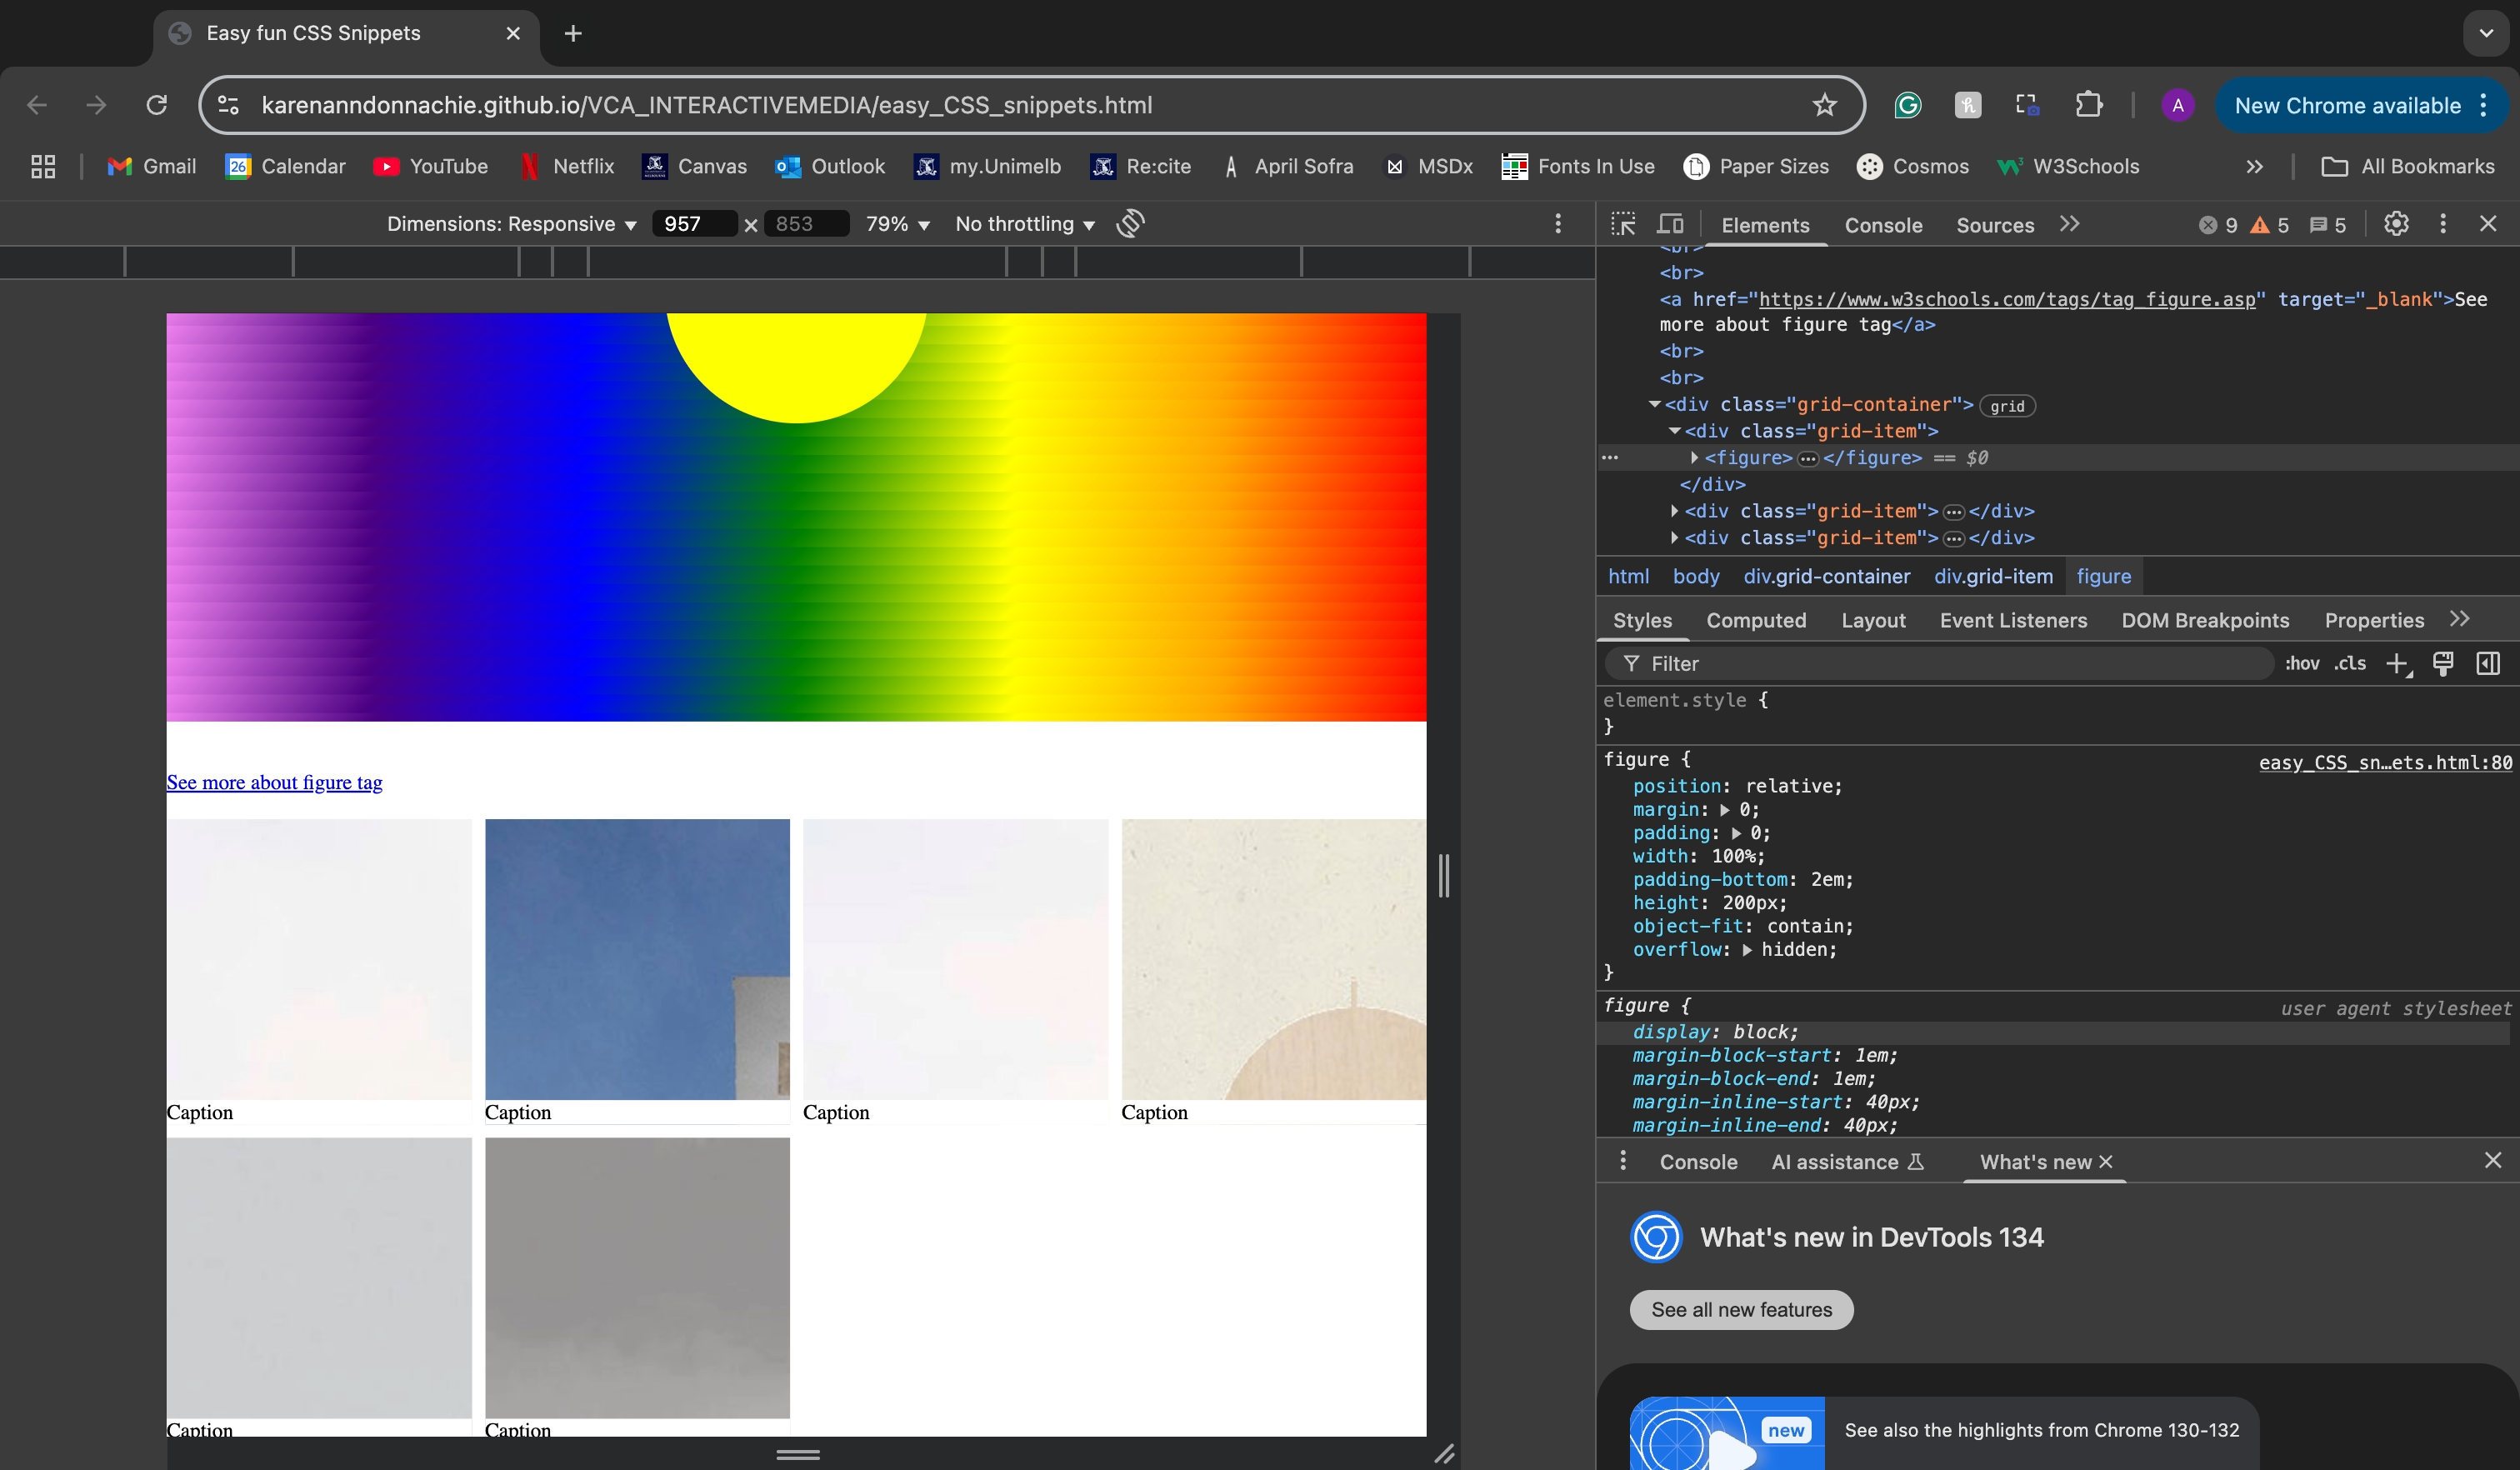 Easy fun CSS Snippets
karenanndonnachie.github.io/VCA_INTERACTIVEMEDIA/easy_CSS_snippets.html
A
New Chrome available
Gmail
26 Calendar
YouTube
Netflix
Canvas
Outlook
my.Unimelb
Re:cite
April Sofra
MSDx
Fonts In Use
Paper Sizes
Cosmos
W3Schools
All Bookmarks
Dimensions: Responsive 957 × 853 79% No throttling
Elements Console Sources 9 5 5
<br>
<br>
<a href="https://www.w3schools.com/tags/tag_figure.asp" target="_blank">See
more about figure tag</a>
<br>
<br>
<div class="grid-container"> grid
<div class="grid-item">
<figure> … </figure> == $0
</div>
<div class="grid-item"> … </div>
<div class="grid-item"> … </div>
html body div.grid-container div.grid-item figure
Styles Computed Layout Event Listeners DOM Breakpoints Properties
Filter :hov .cls
element.style {
}
figure { easy_CSS_sn…ets.html:80
position: relative;
margin: 0;
padding: 0;
width: 100%;
padding-bottom: 2em;
height: 200px;
object-fit: contain;
overflow: hidden;
}
figure { user agent stylesheet
display: block;
margin-block-start: 1em;
margin-block-end: 1em;
margin-inline-start: 40px;
margin-inline-end: 40px;
Console AI assistance What's new
What's new in DevTools 134
See all new features
new
See also the highlights from Chrome 130-132
See more about figure tag
Caption Caption Caption Caption
Caption Caption